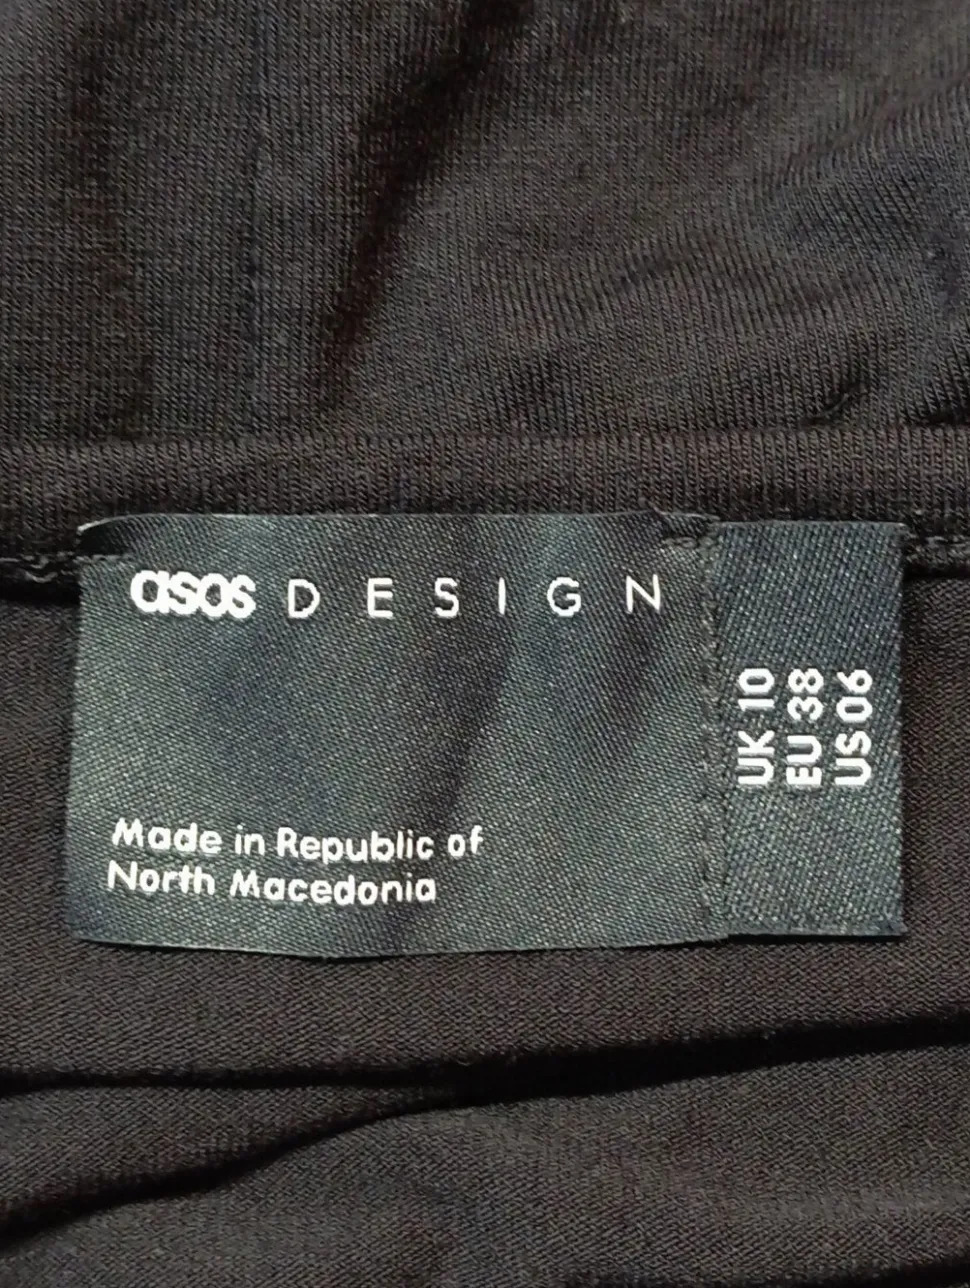 asos DESIGN
Made in Republic of
North Macedonia
UK 10
EU 38
US 06